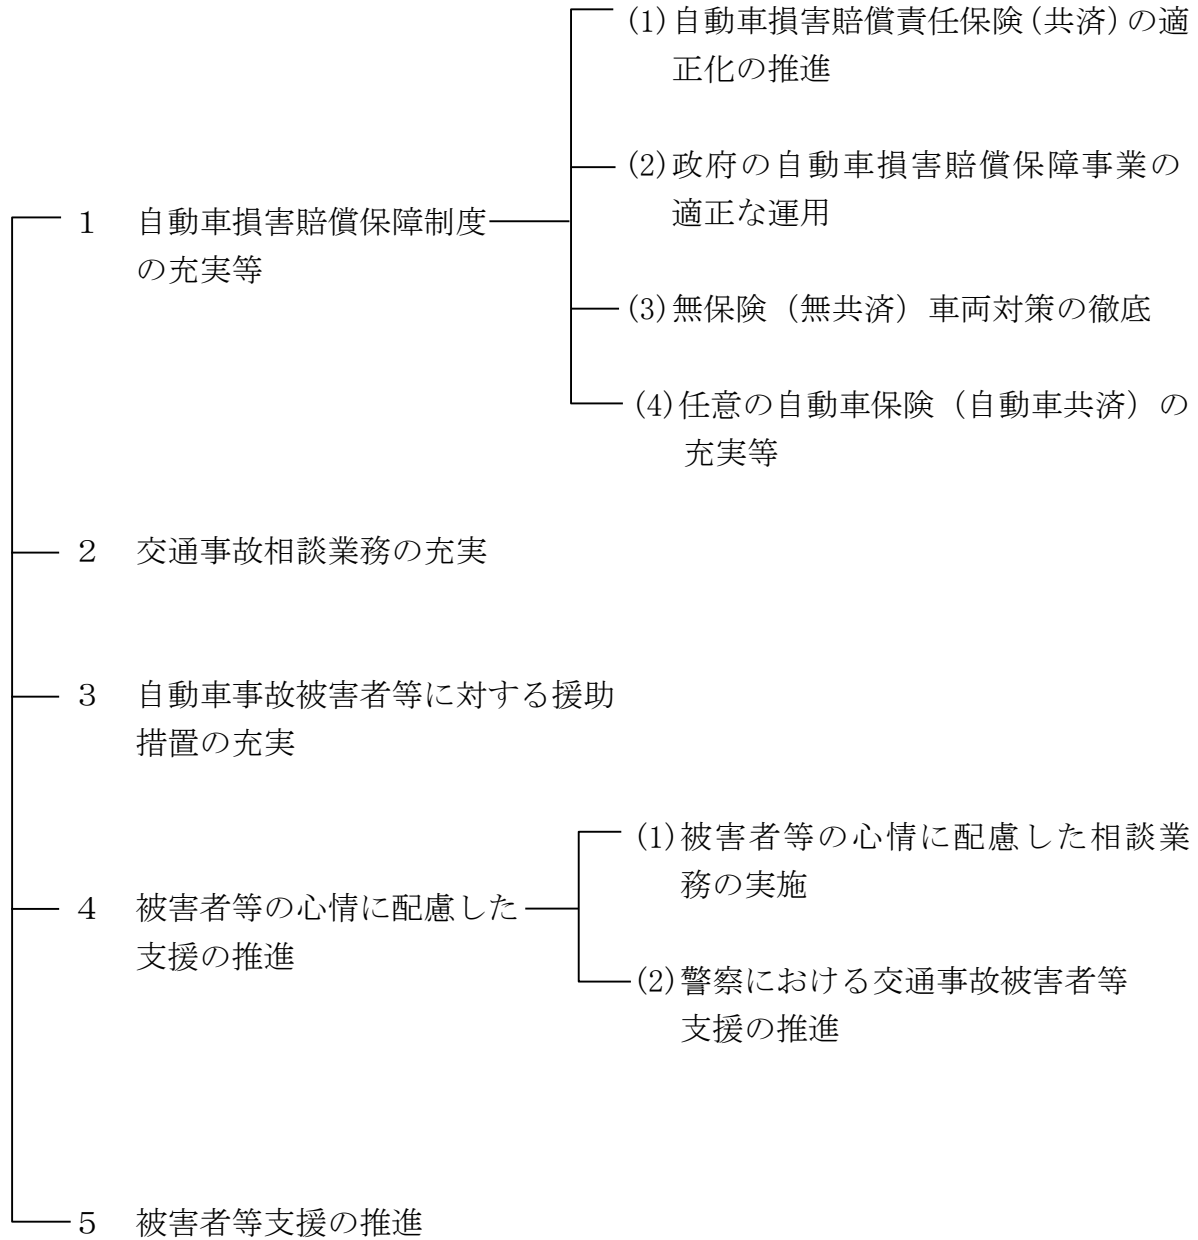 1 自動車損害賠償保障制度
の充実等
(1)自動車損害賠償責任保険(共済)の適
正化の推進
(2)政府の自動車損害賠償保障事業の
適正な運用
(3)無保険（無共済）車両対策の徹底
(4)任意の自動車保険（自動車共済）の
充実等
2 交通事故相談業務の充実
3 自動車事故被害者等に対する援助
措置の充実
4 被害者等の心情に配慮した
支援の推進
(1)被害者等の心情に配慮した相談業
務の実施
(2)警察における交通事故被害者等
支援の推進
5 被害者等支援の推進